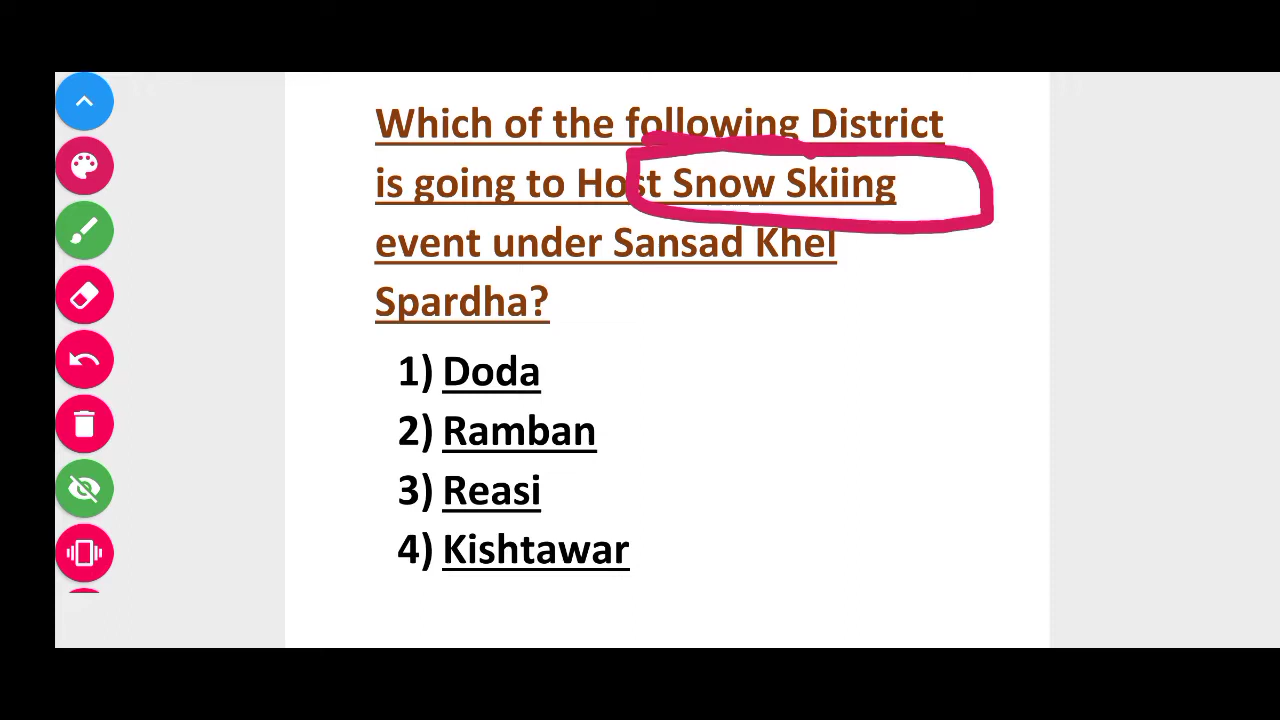 Which of the following District
is going to Host Snow Skiing
event under Sansad Khel
Spardha?
1) Doda
2) Ramban
3) Reasi
4) Kishtawar